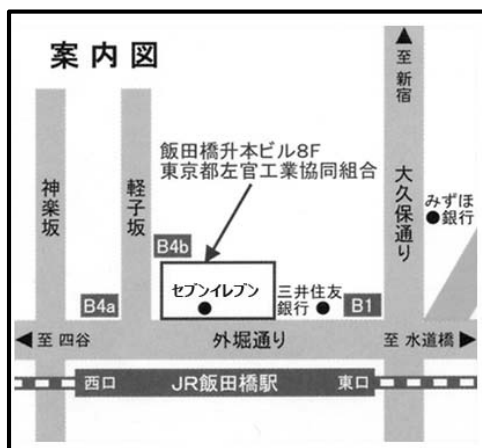 案内図
至 新宿
飯田橋升本ビル8F
東京都左官工業協同組合
神楽坂
軽子坂
大久保通り
みずほ
銀行
B4b
セブンイレブン
三井住友
銀行
B4a
B1
至 四谷
外堀通り
至 水道橋
西口
JR飯田橋駅
東口